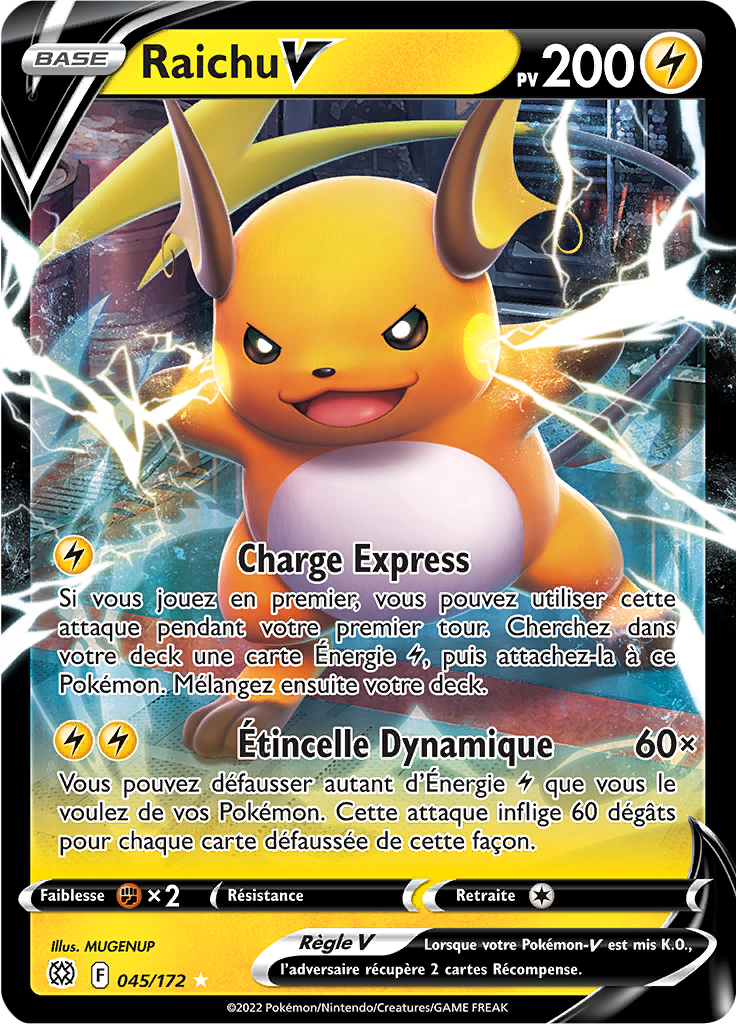 BASE
Raichu V
PV 200
Charge Express
Si vous jouez en premier, vous pouvez utiliser cette
attaque pendant votre premier tour. Cherchez dans
votre deck une carte Énergie , puis attachez-la à ce
Pokémon. Mélangez ensuite votre deck.
Étincelle Dynamique 60×
Vous pouvez défausser autant d'Énergie que vous le
voulez de vos Pokémon. Cette attaque inflige 60 dégâts
pour chaque carte défaussée de cette façon.
Faiblesse ×2 Résistance Retraite
Illus. MUGENUP
Règle V Lorsque votre Pokémon-V est mis K.O.,
l'adversaire récupère 2 cartes Récompense.
F 045/172 ★
©2022 Pokémon/Nintendo/Creatures/GAME FREAK